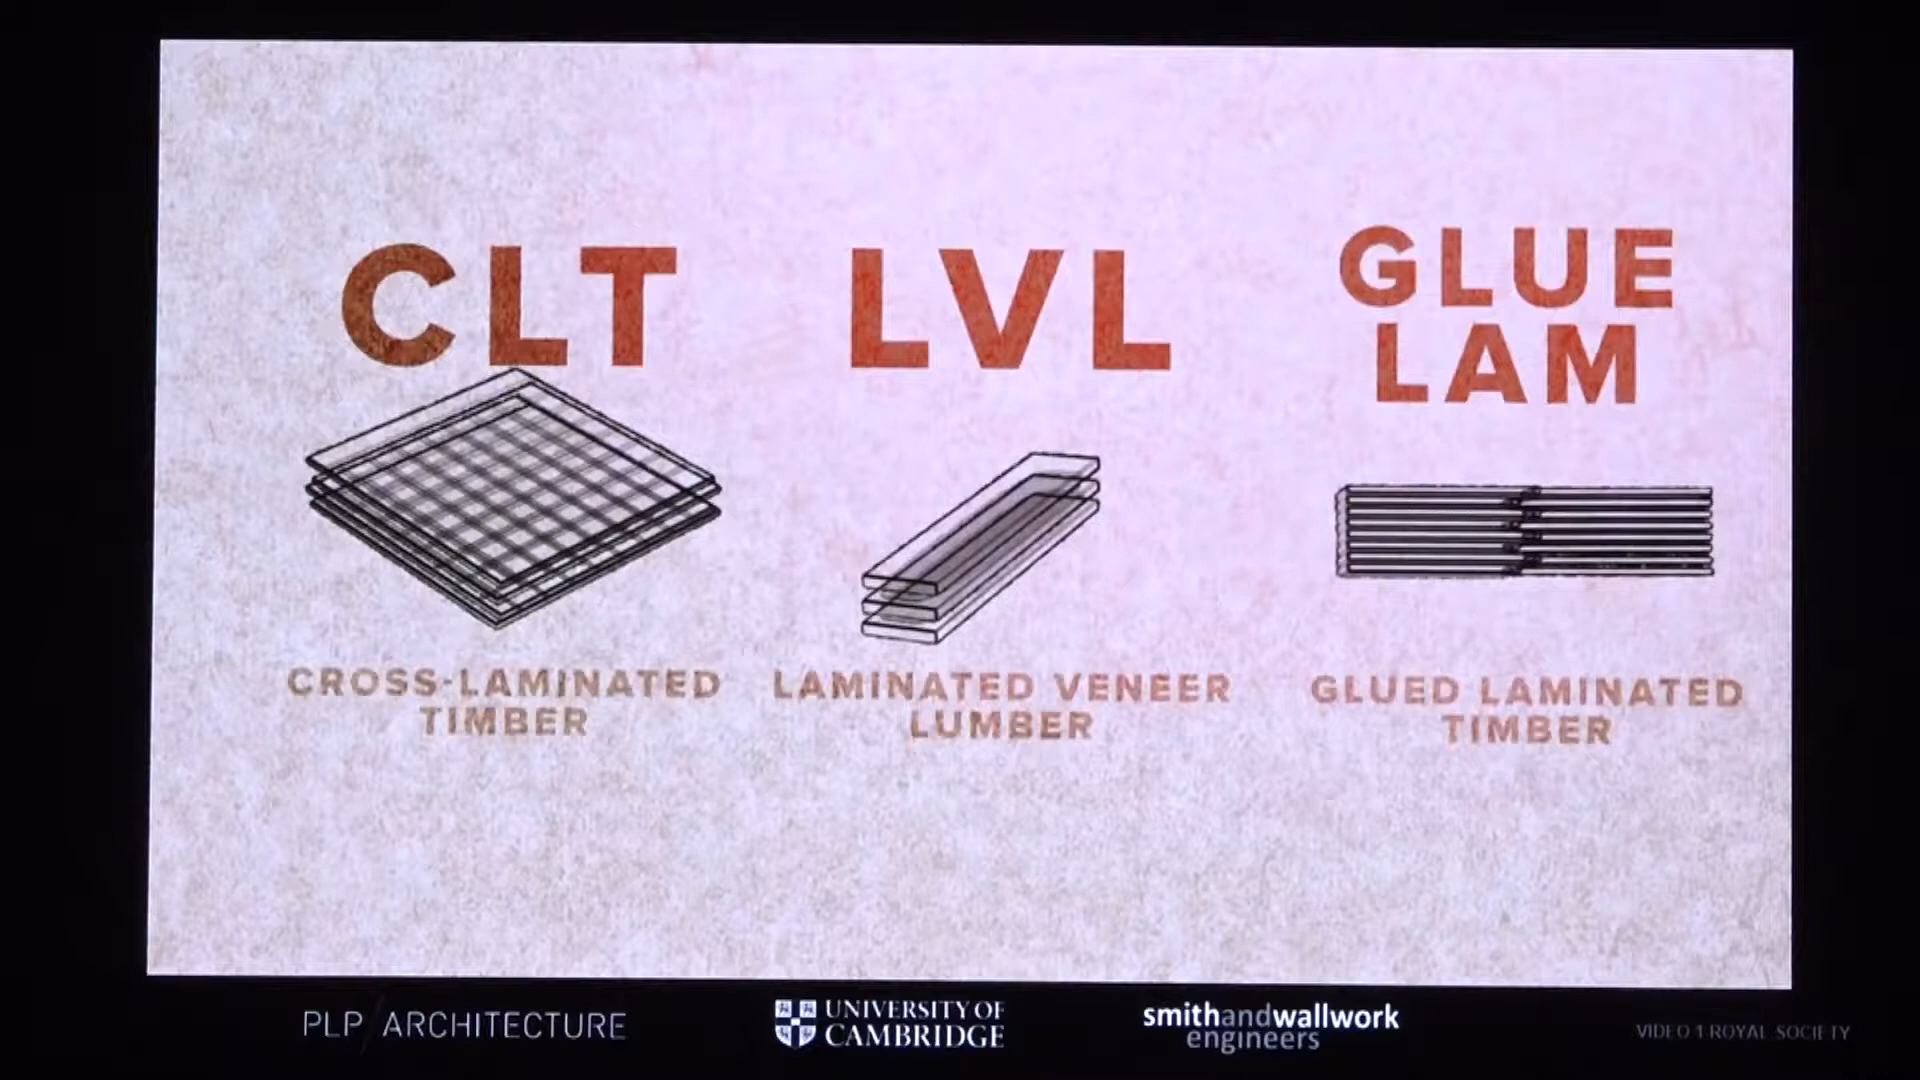 CLT
CROSS-LAMINATED
TIMBER
LVL
LAMINATED VENEER
LUMBER
GLUE
LAM
GLUED LAMINATED
TIMBER
PLP/ARCHITECTURE
UNIVERSITY OF
CAMBRIDGE
smithandwallwork
engineers
VIDEO 1 ROYAL SOCIETY